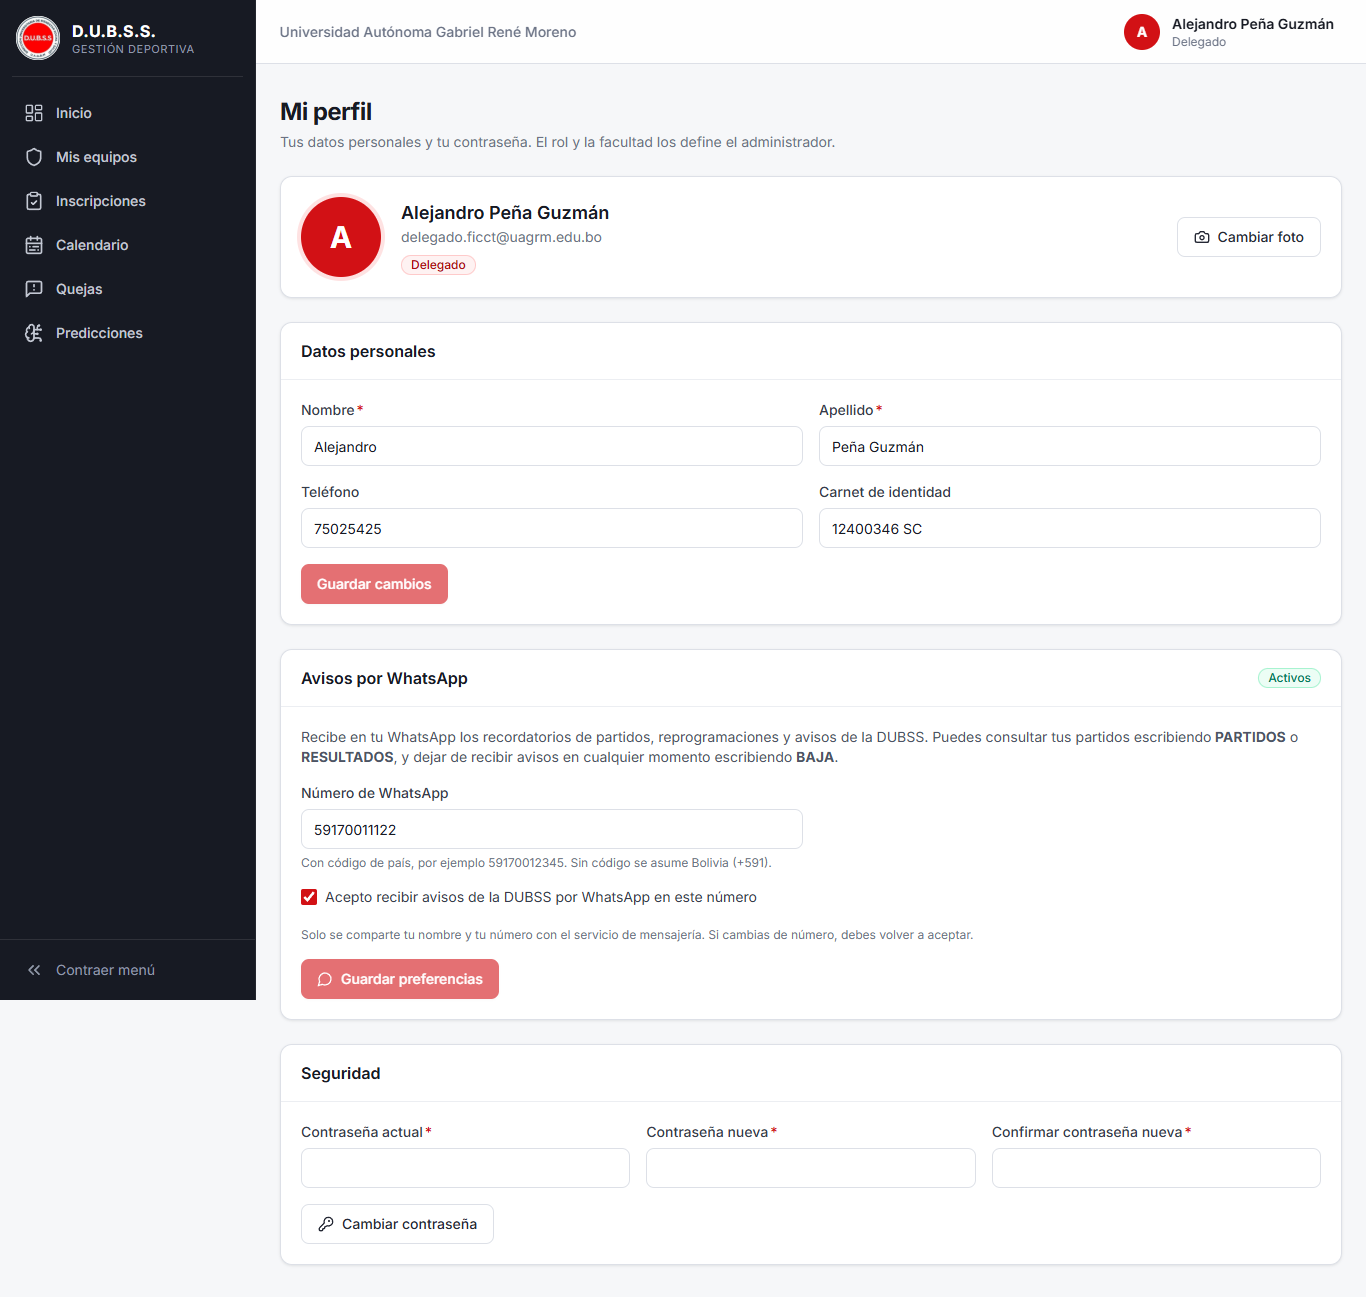 D.U.B.S.S.
D.U.B.S.S.
GESTIÓN DEPORTIVA
Inicio
Mis equipos
Inscripciones
Calendario
Quejas
Predicciones
Contraer menú
Universidad Autónoma Gabriel René Moreno
A
Alejandro Peña Guzmán
Delegado
Mi perfil
Tus datos personales y tu contraseña. El rol y la facultad los define el administrador.
A
Alejandro Peña Guzmán
delegado.ficct@uagrm.edu.bo
Delegado
Cambiar foto
Datos personales
Nombre*
Apellido*
Alejandro
Peña Guzmán
Teléfono
Carnet de identidad
75025425
12400346 SC
Guardar cambios
Avisos por WhatsApp
Activos
Recibe en tu WhatsApp los recordatorios de partidos, reprogramaciones y avisos de la DUBSS. Puedes consultar tus partidos escribiendo PARTIDOS o
RESULTADOS, y dejar de recibir avisos en cualquier momento escribiendo BAJA.
Número de WhatsApp
59170011122
Con código de país, por ejemplo 59170012345. Sin código se asume Bolivia (+591).
Acepto recibir avisos de la DUBSS por WhatsApp en este número
Solo se comparte tu nombre y tu número con el servicio de mensajería. Si cambias de número, debes volver a aceptar.
Guardar preferencias
Seguridad
Contraseña actual*
Contraseña nueva*
Confirmar contraseña nueva*
Cambiar contraseña